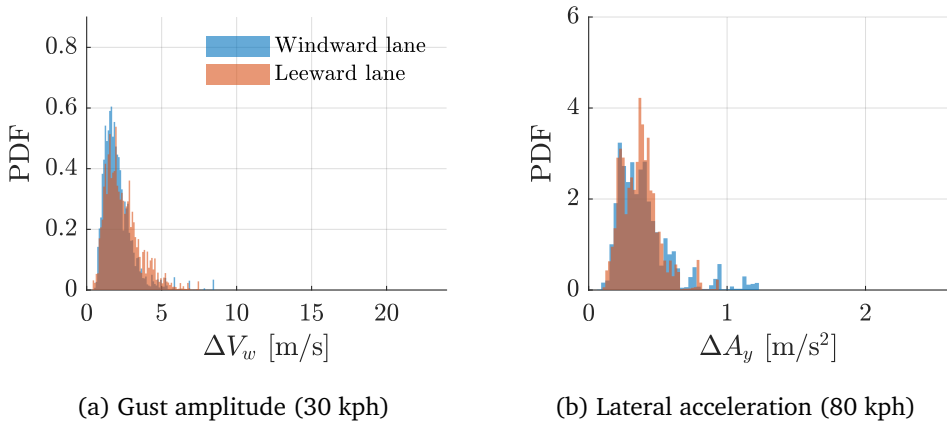 0.8
0.6
0.4
0.2
0
PDF
0 5 10 15 20
ΔV_w [m/s]
Windward lane
Leeward lane
(a) Gust amplitude (30 kph)
6
4
2
0
PDF
0 1 2
ΔA_y [m/s²]
(b) Lateral acceleration (80 kph)